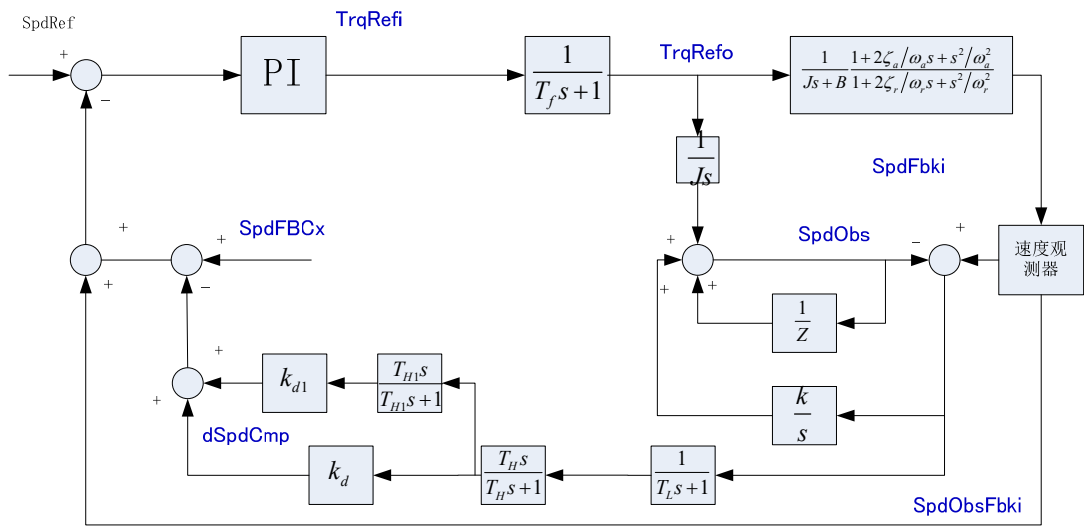 SpdRef
TrqRefi
TrqRefo
+
−
PI
1/(T_f s+1)
1/(Js+B) (1+2ζ_a/ω_a s+s²/ω_a²)/(1+2ζ_r/ω_r s+s²/ω_r²)
1/Js
SpdFbki
SpdFBCx
SpdObs
+
+
+
−
+
+
+
−
+
速度观
测器
1/Z
+
+
k_d1
T_H1 s/(T_H1 s+1)
k/s
dSpdCmp
k_d
T_H s/(T_H s+1)
1/(T_L s+1)
SpdObsFbki